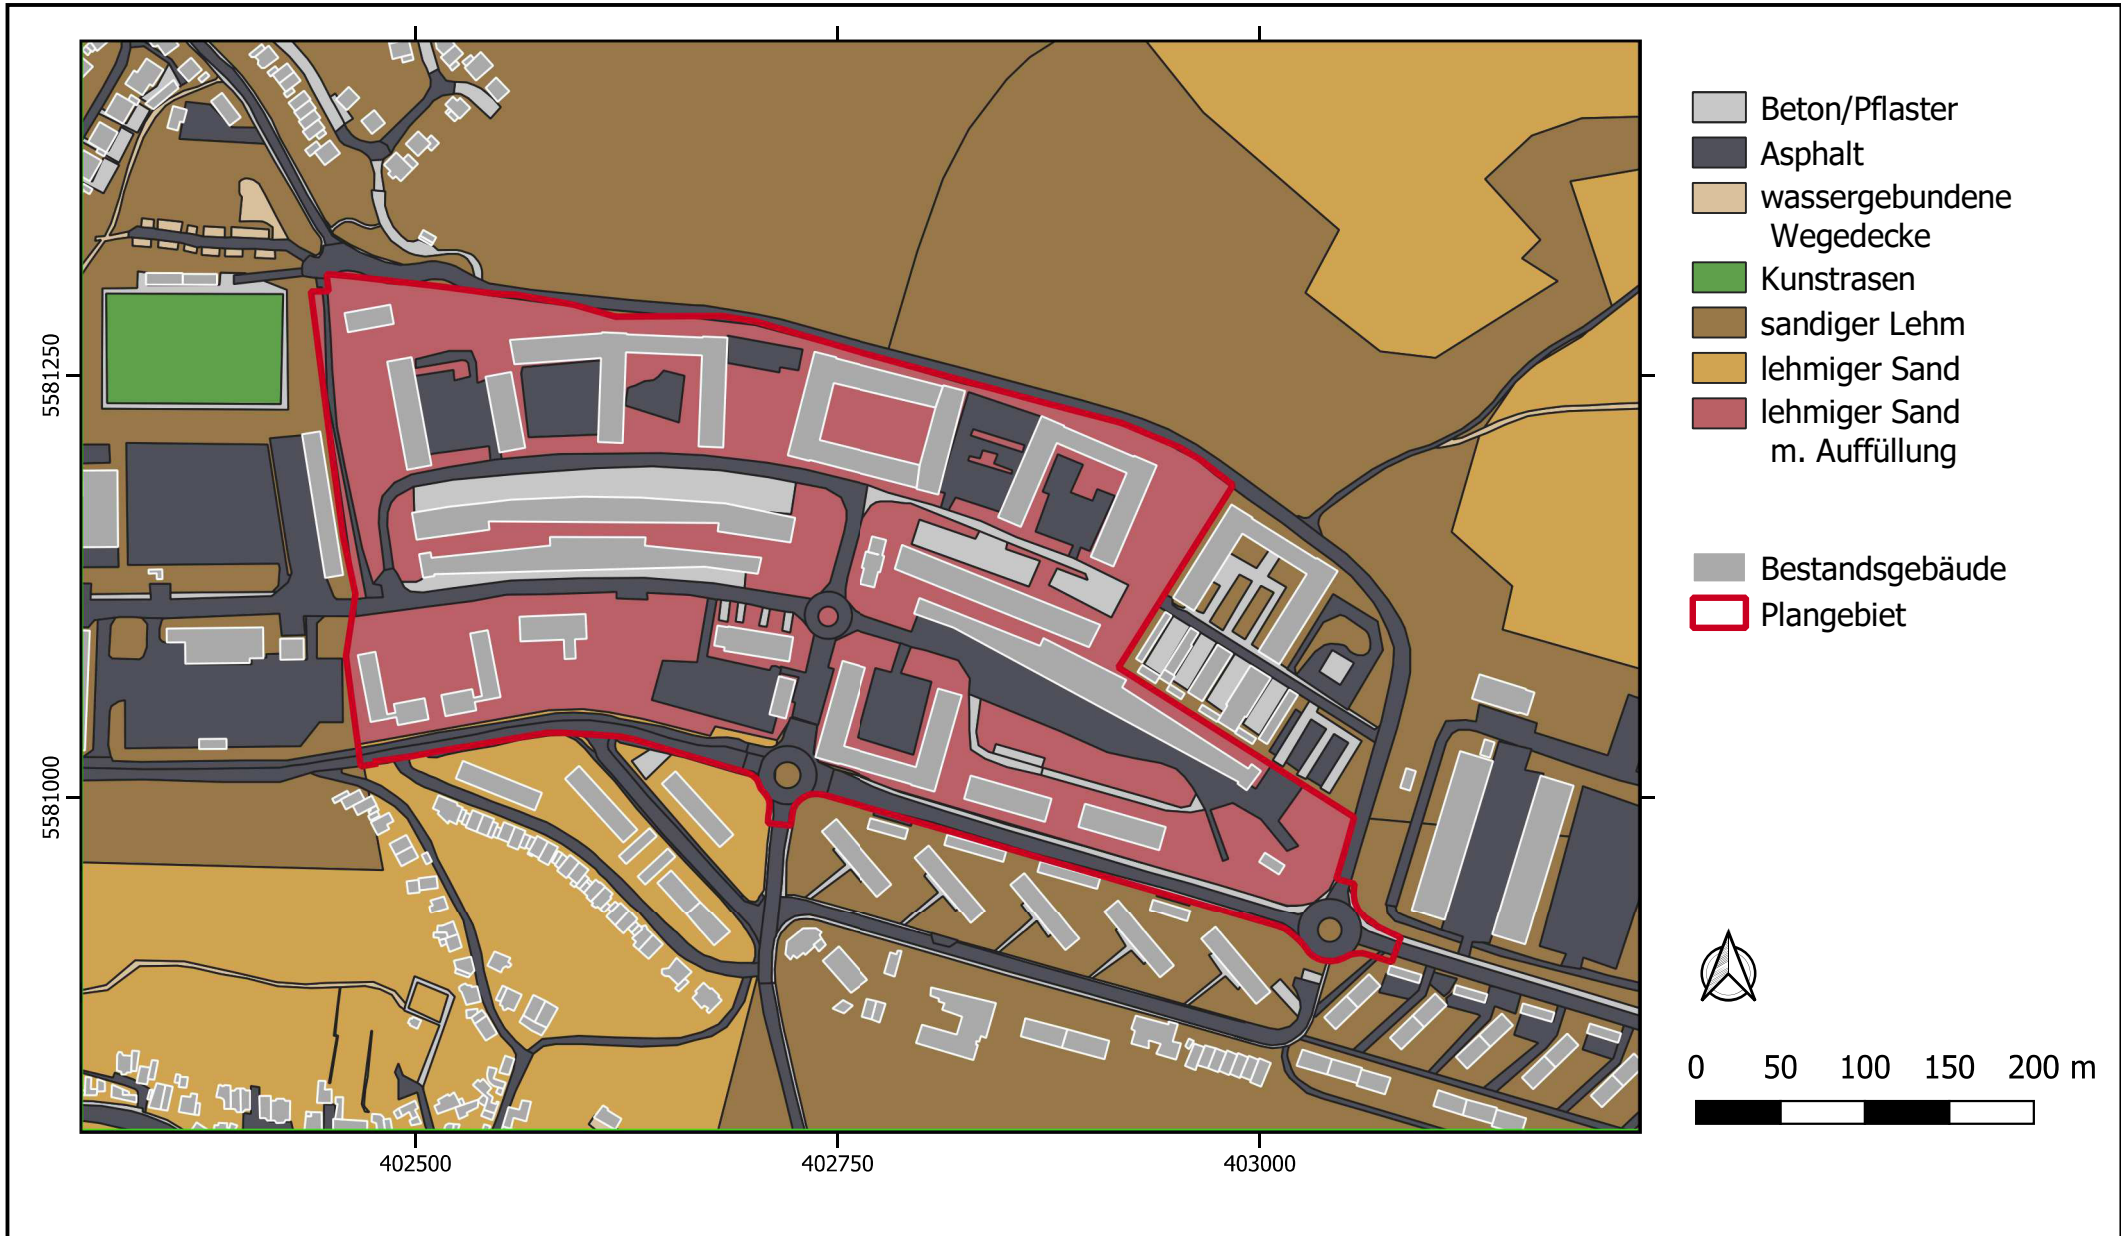 Beton/Pflaster
Asphalt
wassergebundene
Wegedecke
Kunstrasen
sandiger Lehm
lehmiger Sand
lehmiger Sand
m. Auffüllung
Bestandsgebäude
Plangebiet
5581250
5581000
0 50 100 150 200 m
402500 402750 403000